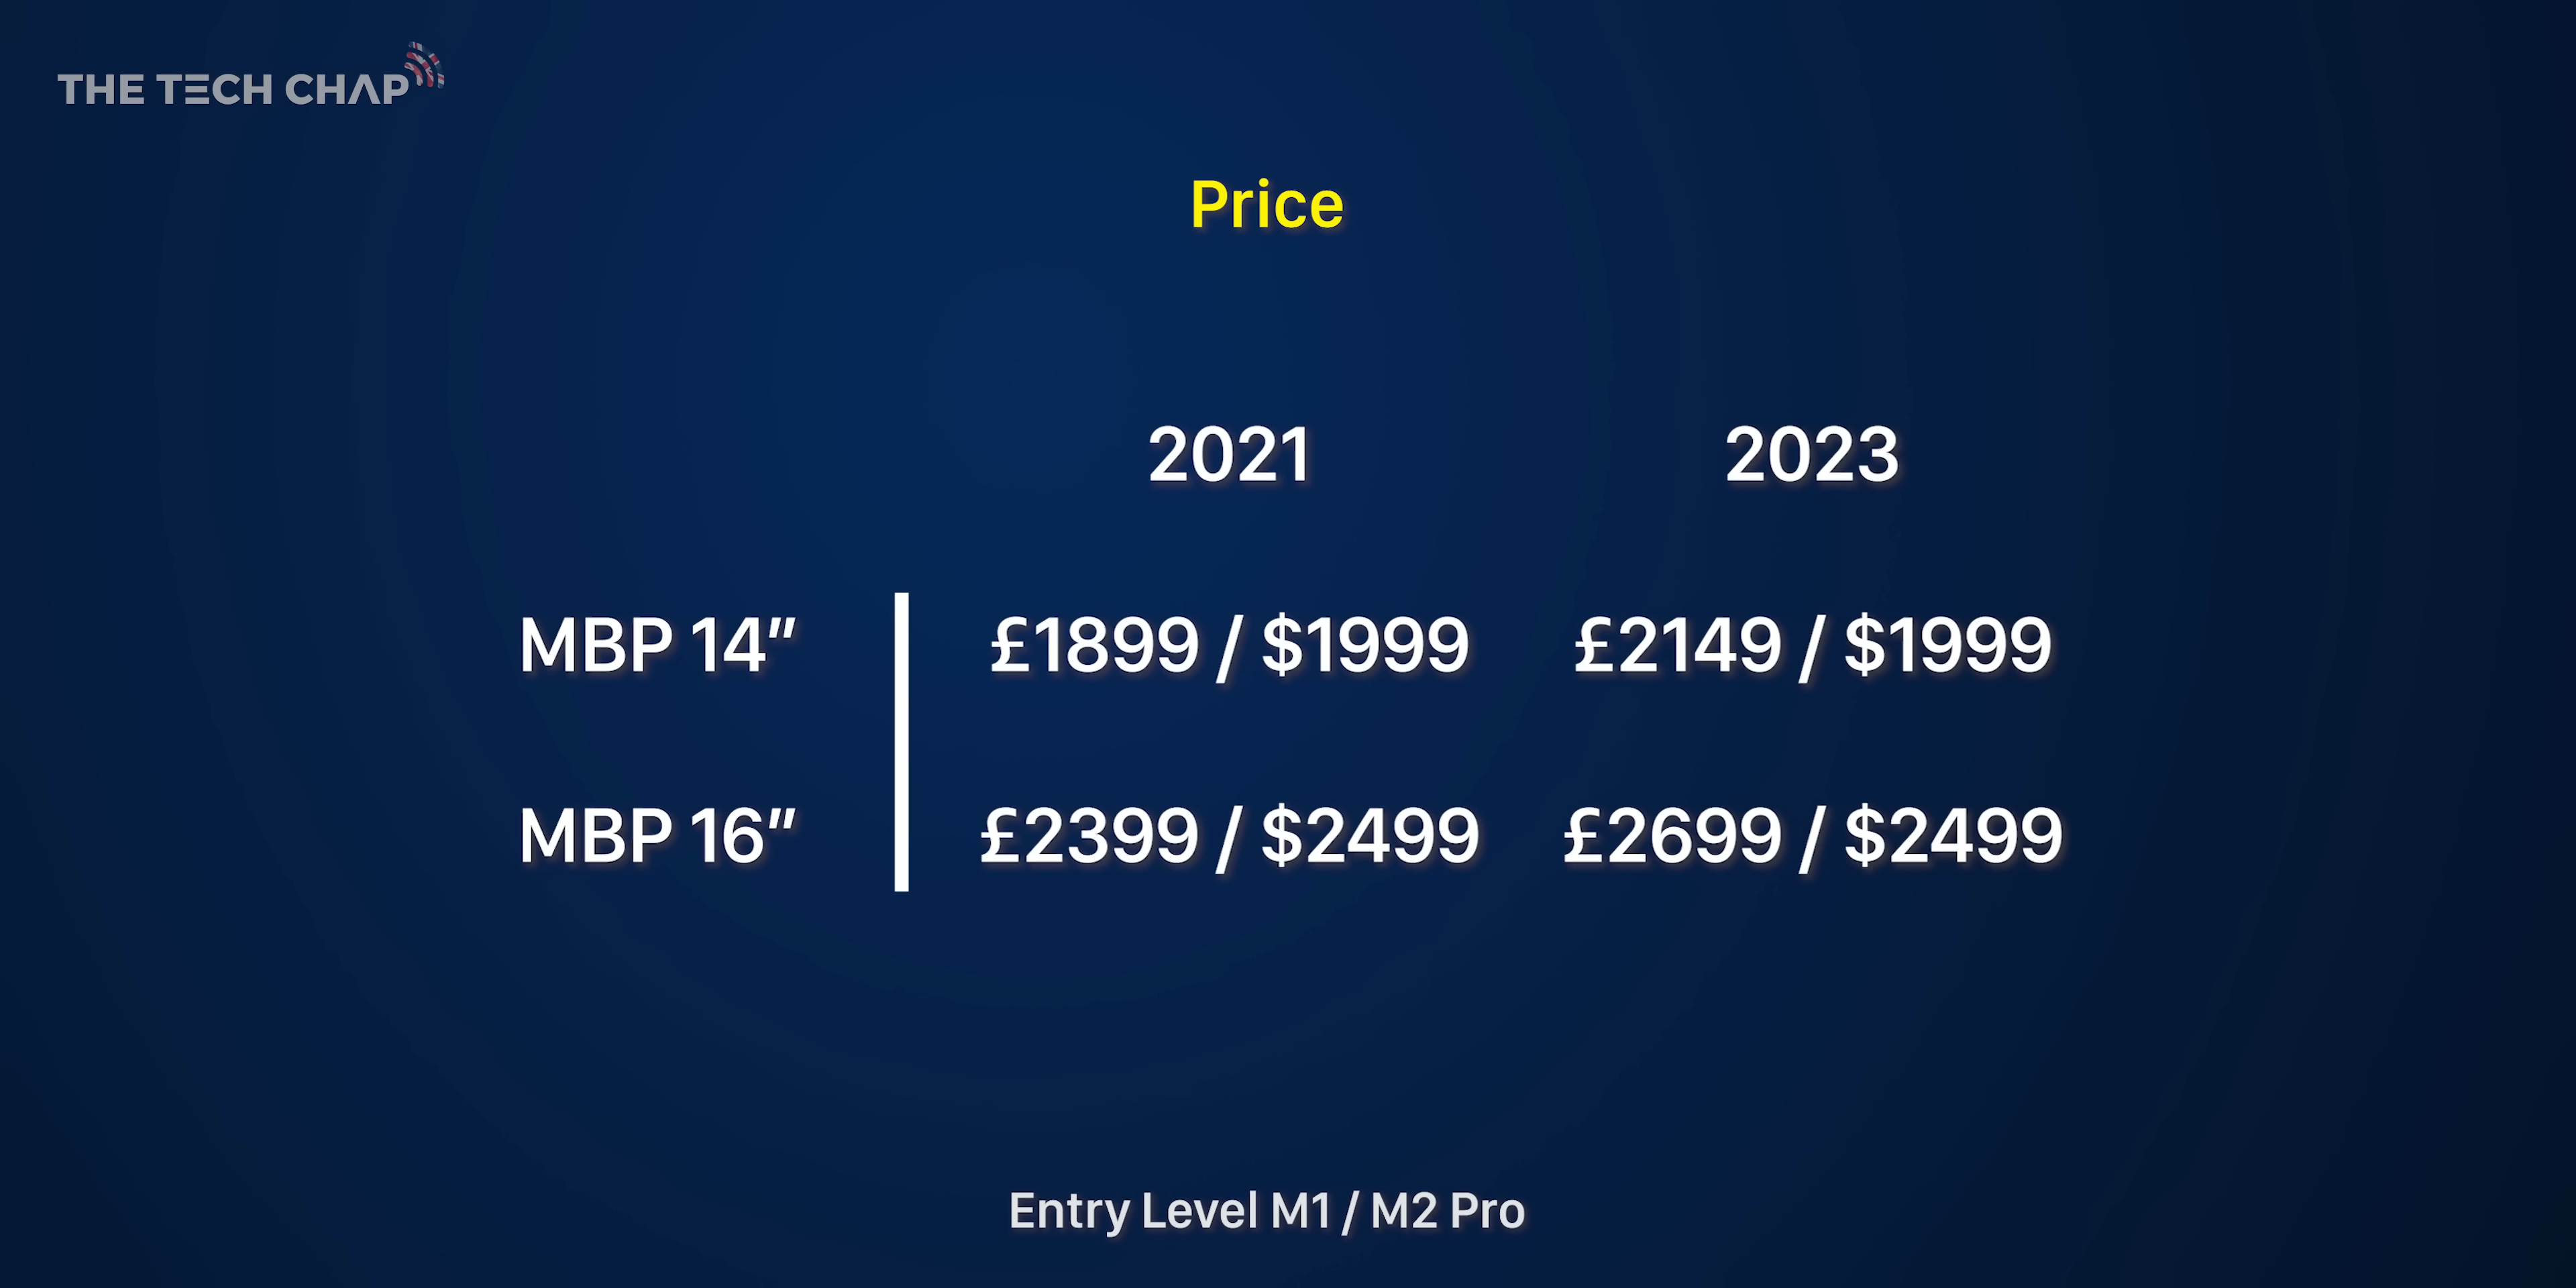 THE TECH CHAP
Price
2021 2023
MBP 14″ £1899 / $1999 £2149 / $1999
MBP 16″ £2399 / $2499 £2699 / $2499
Entry Level M1 / M2 Pro